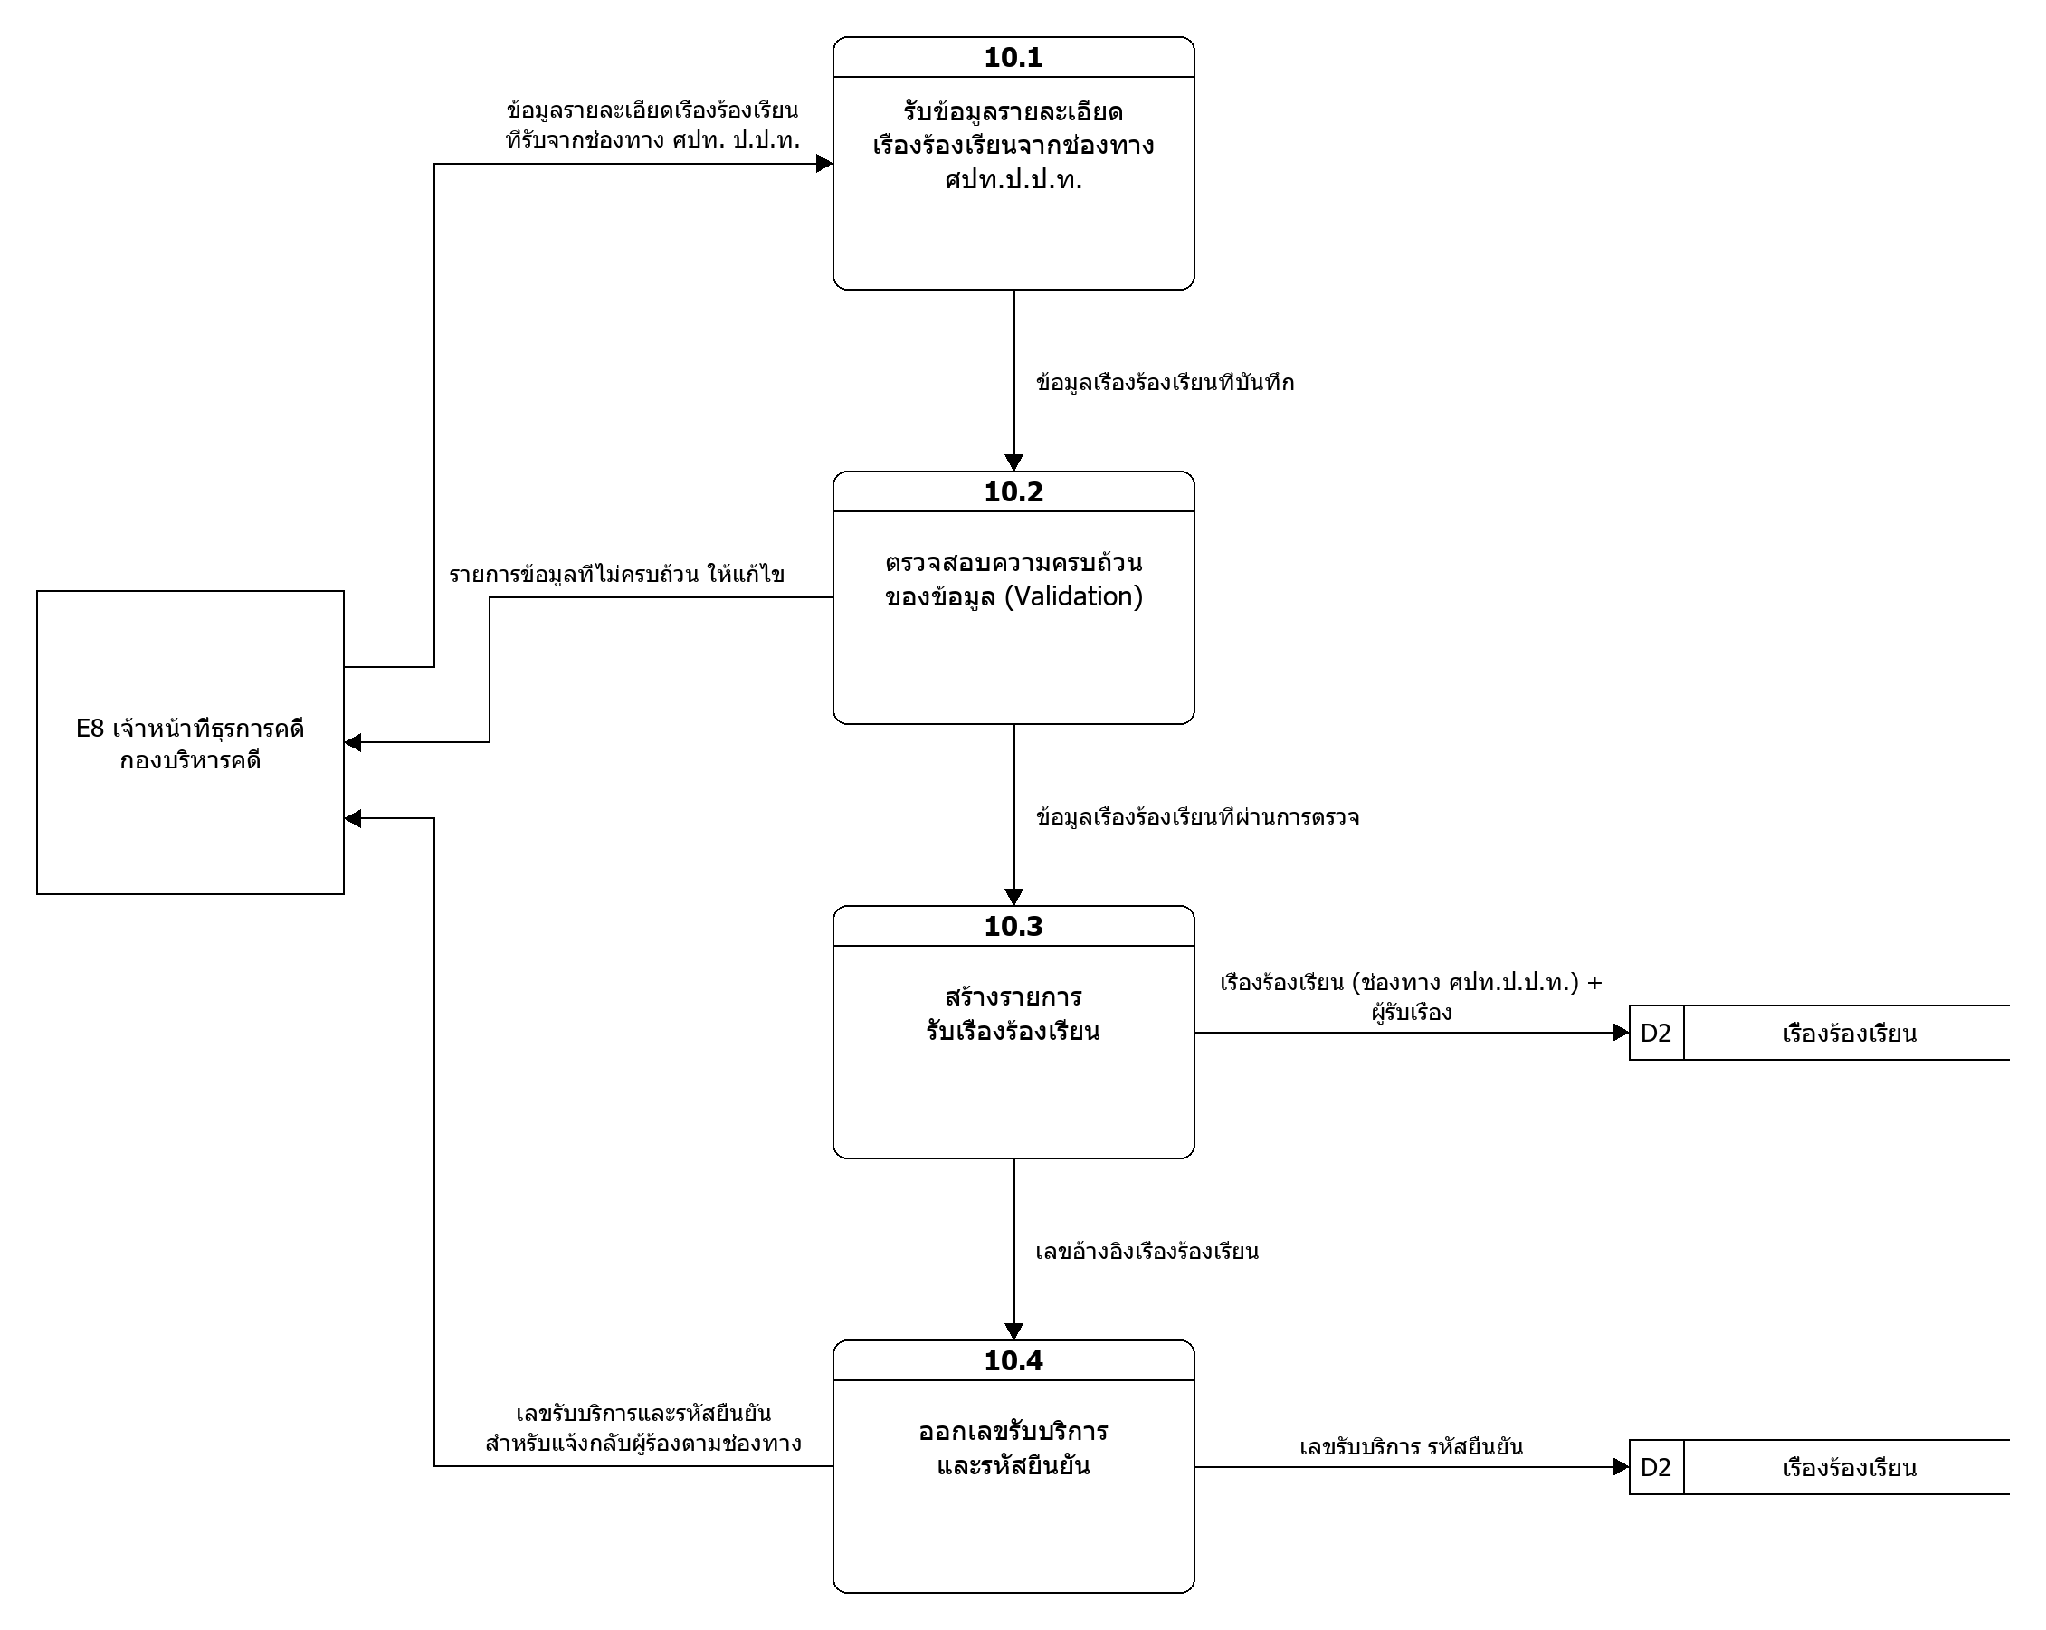 10.1
รับข้อมูลรายละเอียด
เรื่องร้องเรียนจากช่องทาง
ศปท.ป.ป.ท.
ข้อมูลรายละเอียดเรื่องร้องเรียน
ที่รับจากช่องทาง ศปท. ป.ป.ท.
ข้อมูลเรื่องร้องเรียนที่บันทึก
10.2
ตรวจสอบความครบถ้วน
ของข้อมูล (Validation)
รายการข้อมูลที่ไม่ครบถ้วน ให้แก้ไข
E8 เจ้าหน้าที่ธุรการคดี
กองบริหารคดี
ข้อมูลเรื่องร้องเรียนที่ผ่านการตรวจ
10.3
สร้างรายการ
รับเรื่องร้องเรียน
เรื่องร้องเรียน (ช่องทาง ศปท.ป.ป.ท.) +
ผู้รับเรื่อง
D2 เรื่องร้องเรียน
เลขอ้างอิงเรื่องร้องเรียน
10.4
ออกเลขรับบริการ
และรหัสยืนยัน
เลขรับบริการและรหัสยืนยัน
สำหรับแจ้งกลับผู้ร้องตามช่องทาง
เลขรับบริการ รหัสยืนยัน
D2 เรื่องร้องเรียน